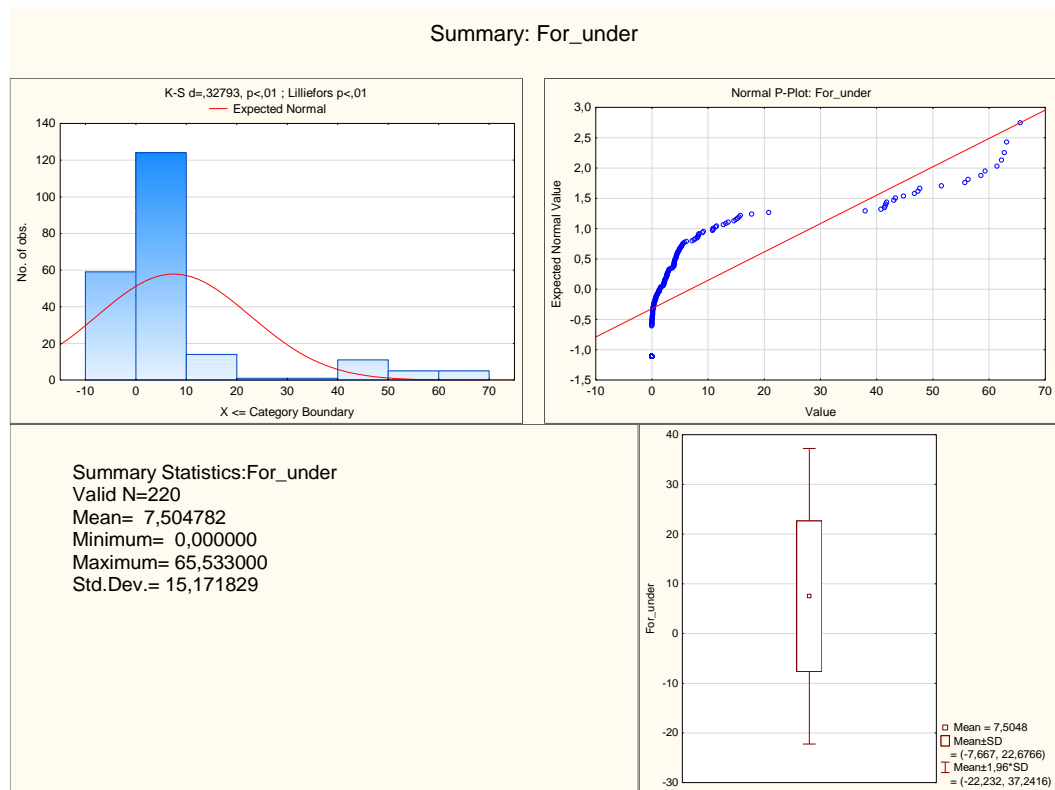 Summary: For_under
K-S d=,32793, p<,01 ; Lilliefors p<,01
Expected Normal
140
120
100
80
60
40
20
0
No. of obs.
-10 0 10 20 30 40 50 60 70
X <= Category Boundary
Normal P-Plot: For_under
3,0
2,5
2,0
1,5
1,0
0,5
0,0
-0,5
-1,0
-1,5
Expected Normal Value
-10 0 10 20 30 40 50 60 70
Value
Summary Statistics:For_under
Valid N=220
Mean= 7,504782
Minimum= 0,000000
Maximum= 65,533000
Std.Dev.= 15,171829
40
30
20
10
0
-10
-20
-30
For_under
Mean = 7,5048
Mean±SD
= (-7,667, 22,6766)
Mean±1,96*SD
= (-22,232, 37,2416)